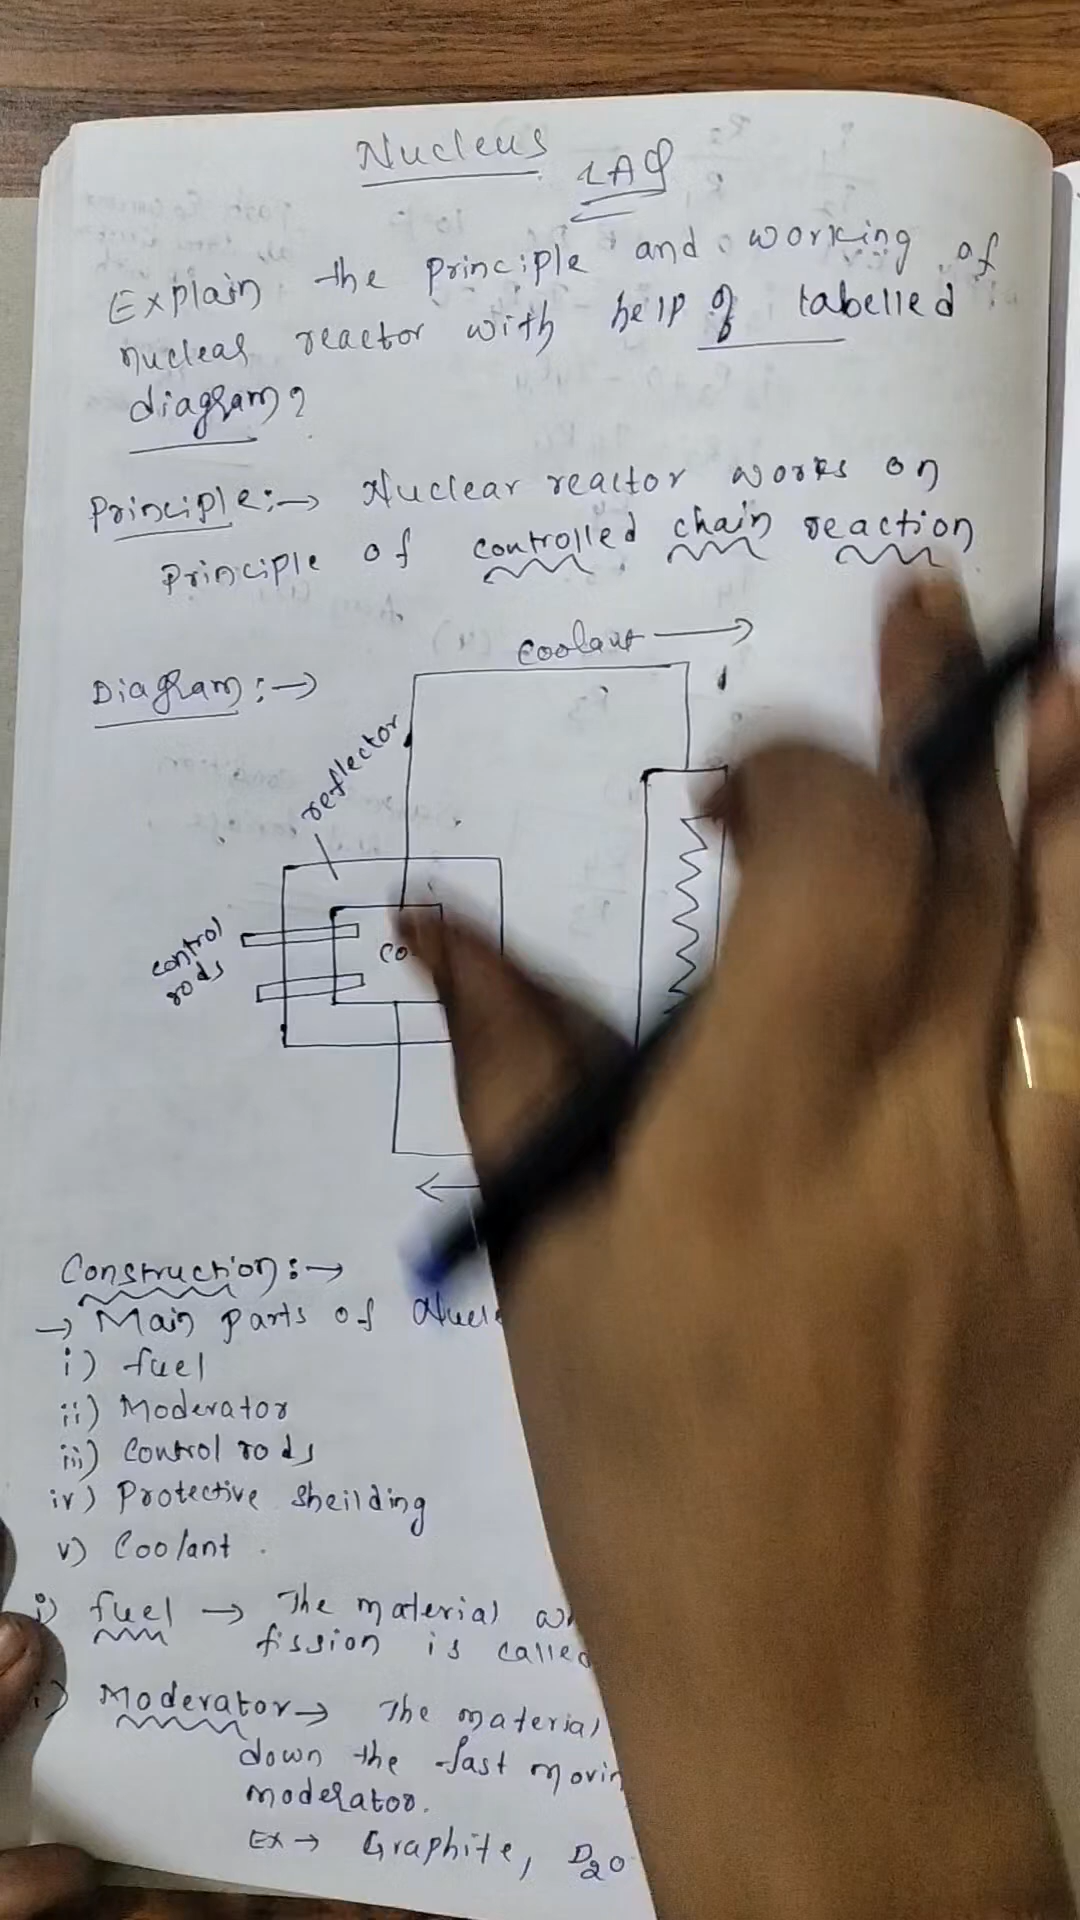 Nucleus
LAQ
Explain the principle and working of
nuclear reactor with help of labelled
diagram?
Principle:→ Nuclear reactor works on
principle of controlled chain reaction.
Diagram:→
Coolant →
reflector
control
rods
Construction:→
→ Main parts of
i) fuel
ii) Moderator
iii) Control rods
iv) Protective sheilding
v) Coolant.
i) fuel → The material
fission is called
Moderator → The material
down the fast
moderator.
Ex → Graphite, D2O